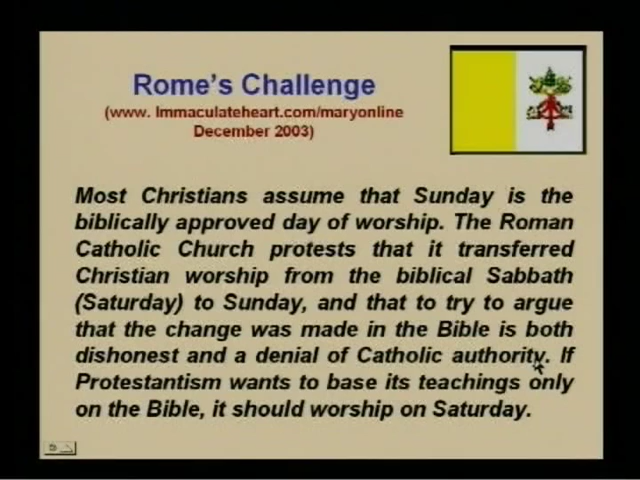 Rome's Challenge
(www. Immaculateheart.com/maryonline
December 2003)
Most Christians assume that Sunday is the
biblically approved day of worship. The Roman
Catholic Church protests that it transferred
Christian worship from the biblical Sabbath
(Saturday) to Sunday, and that to try to argue
that the change was made in the Bible is both
dishonest and a denial of Catholic authority. If
Protestantism wants to base its teachings only
on the Bible, it should worship on Saturday.